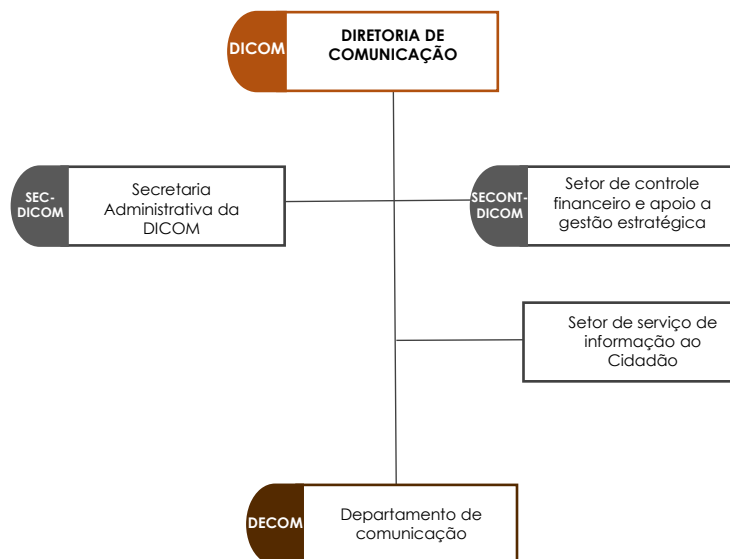 DICOM
DIRETORIA DE
COMUNICAÇÃO
SEC-
DICOM
Secretaria
Administrativa da
DICOM
SECONT-
DICOM
Setor de controle
financeiro e apoio a
gestão estratégica
Setor de serviço de
informação ao
Cidadão
DECOM
Departamento de
comunicação